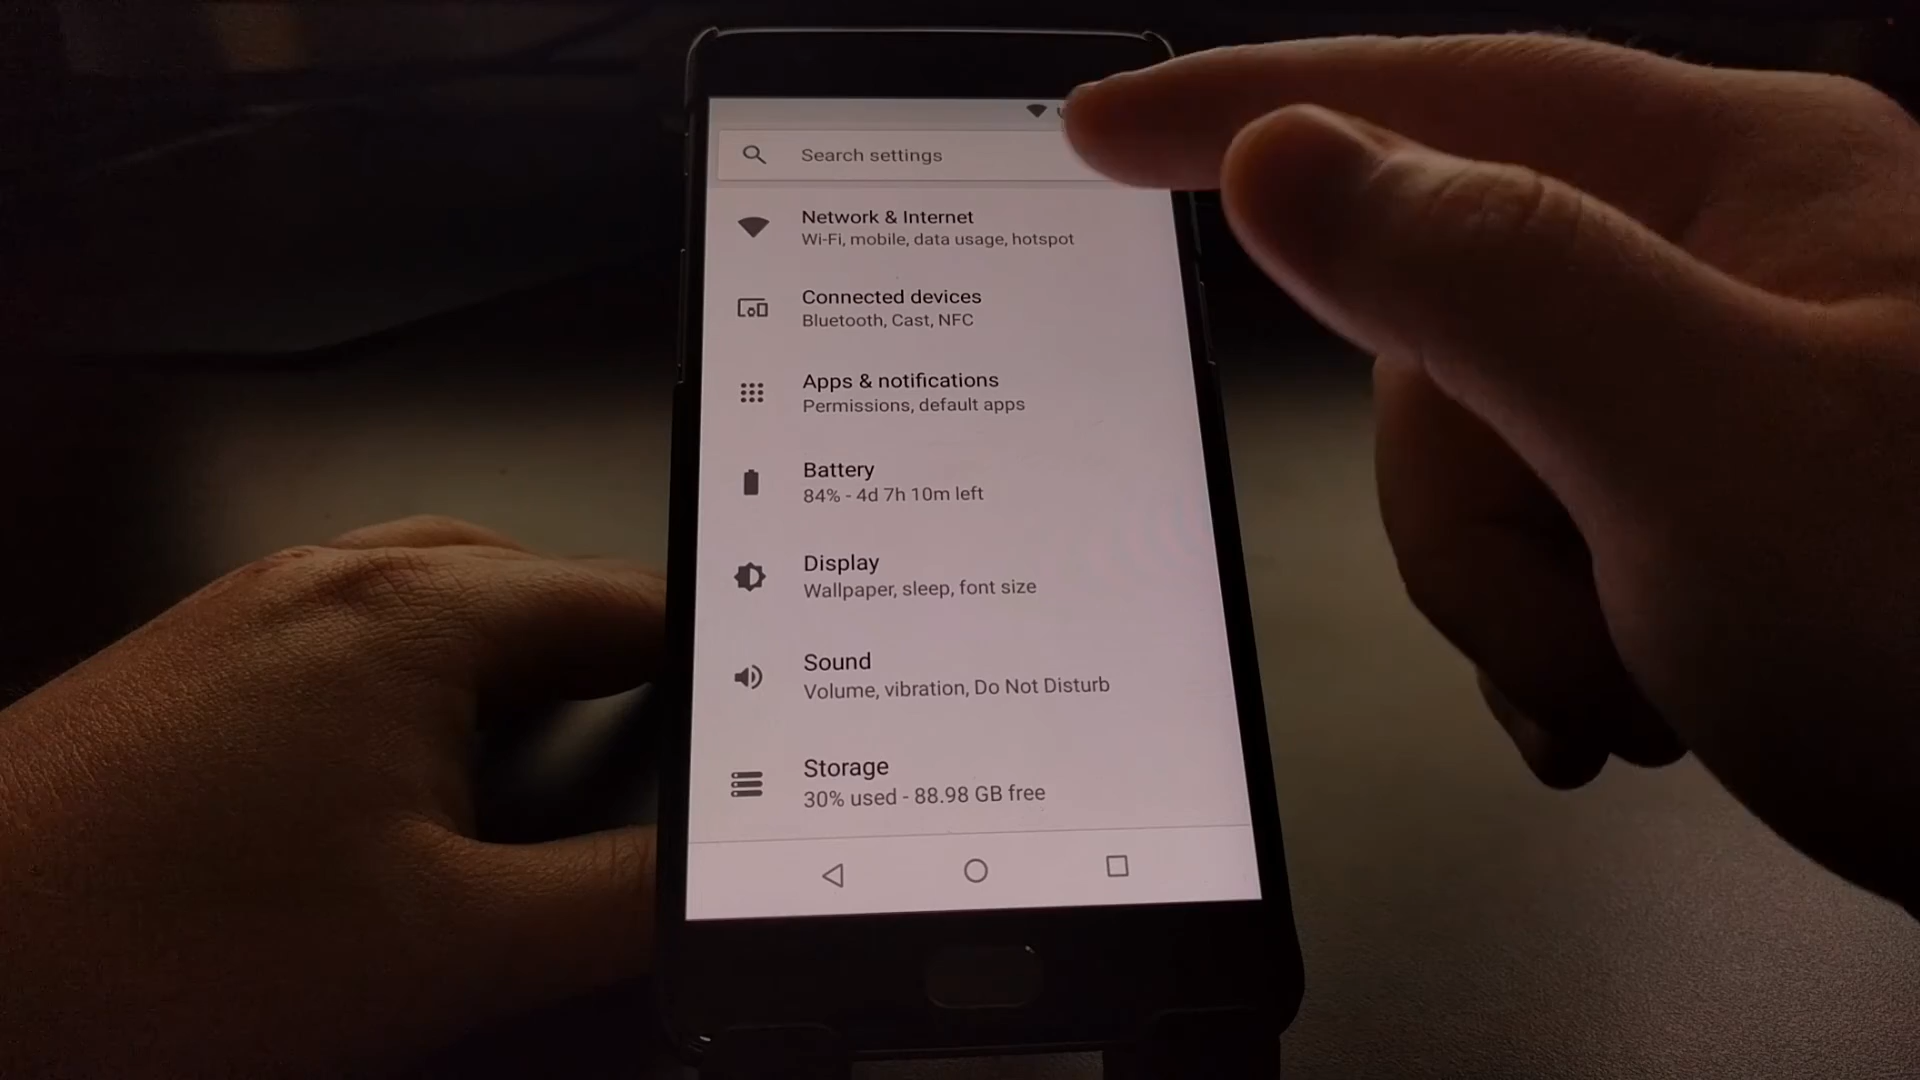 Search settings
Network & Internet
Wi-Fi, mobile, data usage, hotspot
Connected devices
Bluetooth, Cast, NFC
Apps & notifications
Permissions, default apps
Battery
84% - 4d 7h 10m left
Display
Wallpaper, sleep, font size
Sound
Volume, vibration, Do Not Disturb
Storage
30% used - 88.98 GB free